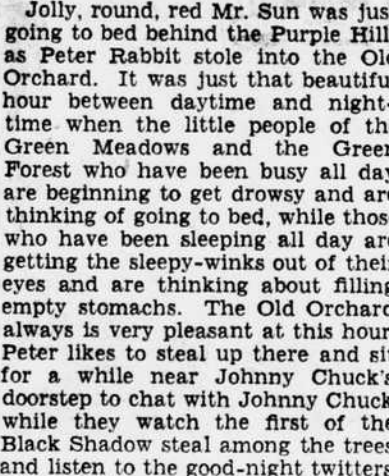 Jolly, round, red Mr. Sun was jus
going to bed behind the Purple Hill
as Peter Rabbit stole into the Ol
Orchard. It was just that beautifu
hour between daytime and night
time when the little people of th
Green Meadows and the Gree
Forest who have been busy all day
are beginning to get drowsy and ar
thinking of going to bed, while thos
who have been sleeping all day ar
getting the sleepy-winks out of thei
eyes and are thinking about filling
empty stomachs. The Old Orchard
always is very pleasant at this hour
Peter likes to steal up there and si
for a while near Johnny Chuck's
doorstep to chat with Johnny Chuck
while they watch the first of the
Black Shadow steal among the trees
and listen to the good-night twitters